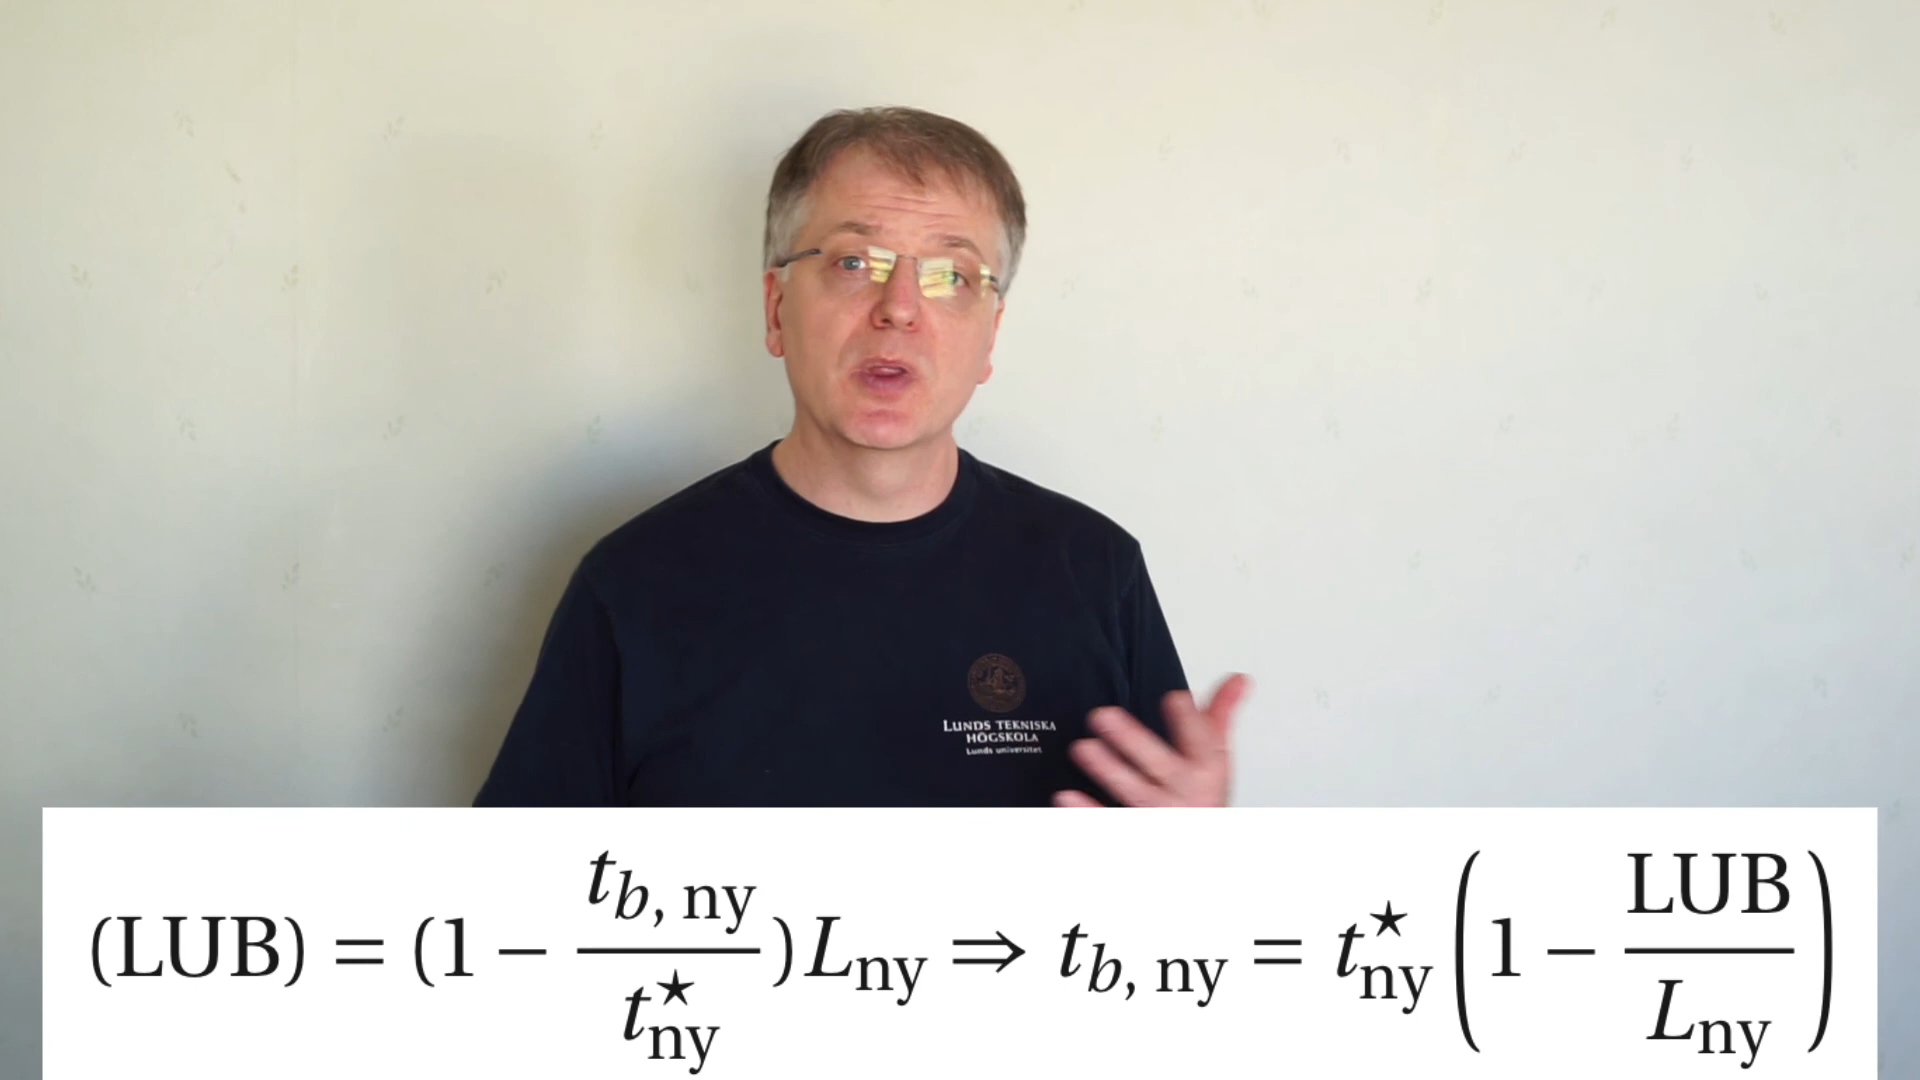 LUNDS TEKNISKA
HÖGSKOLA
Lunds universitet
(LUB) = (1 − t_{b, ny} / t^★_{ny}) L_{ny} ⇒ t_{b, ny} = t^★_{ny} (1 − LUB / L_{ny})